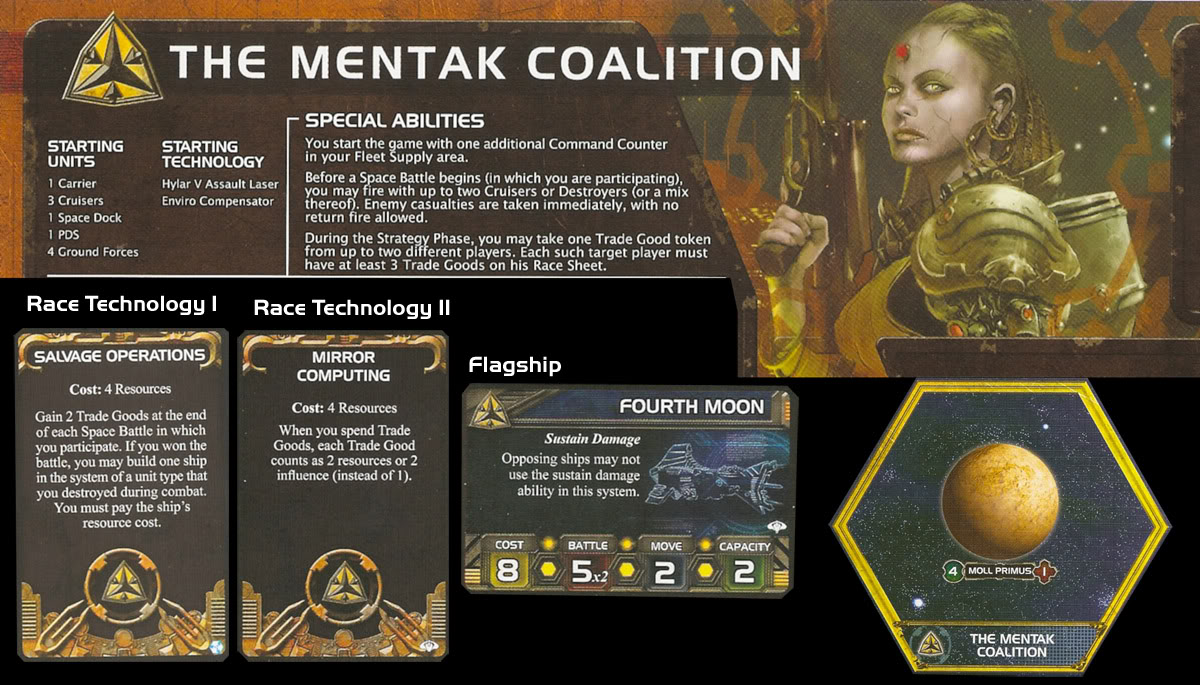 THE MENTAK COALITION
STARTING
UNITS
1 Carrier
3 Cruisers
1 Space Dock
1 PDS
4 Ground Forces
STARTING
TECHNOLOGY
Hylar V Assault Laser
Enviro Compensator
SPECIAL ABILITIES
You start the game with one additional Command Counter
in your Fleet Supply area.
Before a Space Battle begins (in which you are participating),
you may fire with up to two Cruisers or Destroyers (or a mix
thereof). Enemy casualties are taken immediately, with no
return fire allowed.
During the Strategy Phase, you may take one Trade Good token
from up to two different players. Each such target player must
have at least 3 Trade Goods on his Race Sheet.
Race Technology I
SALVAGE OPERATIONS
Cost: 4 Resources
Gain 2 Trade Goods at the end
of each Space Battle in which
you participate. If you won the
battle, you may build one ship
in the system of a unit type that
you destroyed during combat.
You must pay the ship's
resource cost.
Race Technology II
MIRROR
COMPUTING
Cost: 4 Resources
When you spend Trade
Goods, each Trade Good
counts as 2 resources or 2
influence (instead of 1).
Flagship
FOURTH MOON
Sustain Damage
Opposing ships may not
use the sustain damage
ability in this system.
COST BATTLE MOVE CAPACITY
8 5x2 2 2
4 MOLL PRIMUS 1
THE MENTAK
COALITION